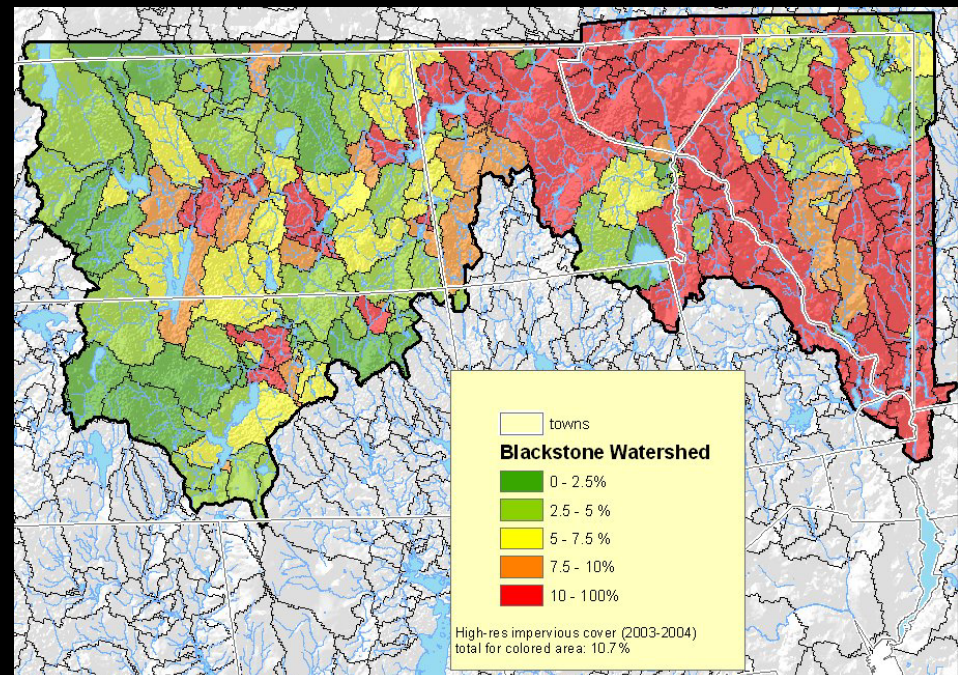 towns
Blackstone Watershed
0 - 2.5%
2.5 - 5 %
5 - 7.5 %
7.5 - 10%
10 - 100%
High-res impervious cover (2003-2004)
total for colored area: 10.7%